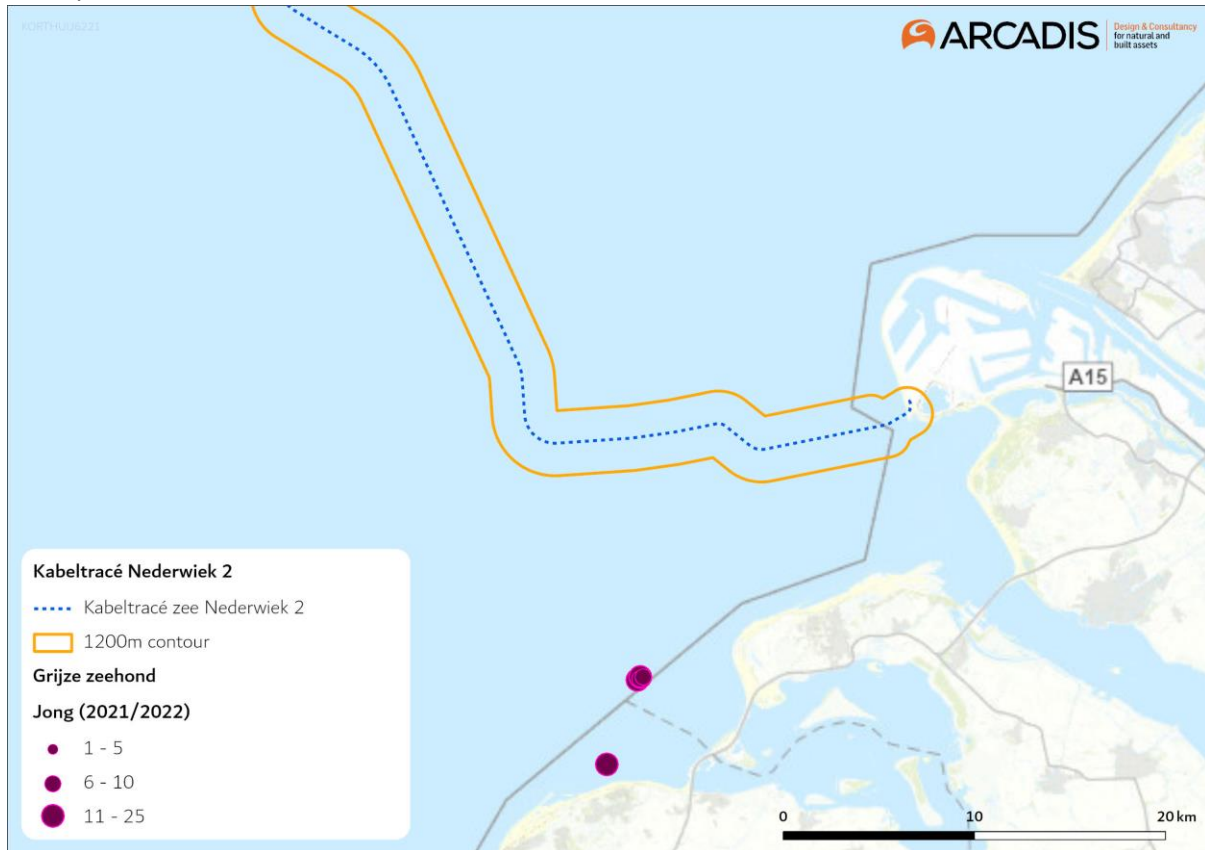 KORTHUIJ6221
ARCADIS
Design & Consultancy
for natural and
built assets
A15
Kabeltracé Nederwiek 2
Kabeltracé zee Nederwiek 2
1200m contour
Grijze zeehond
Jong (2021/2022)
1 - 5
6 - 10
11 - 25
0 10 20 km